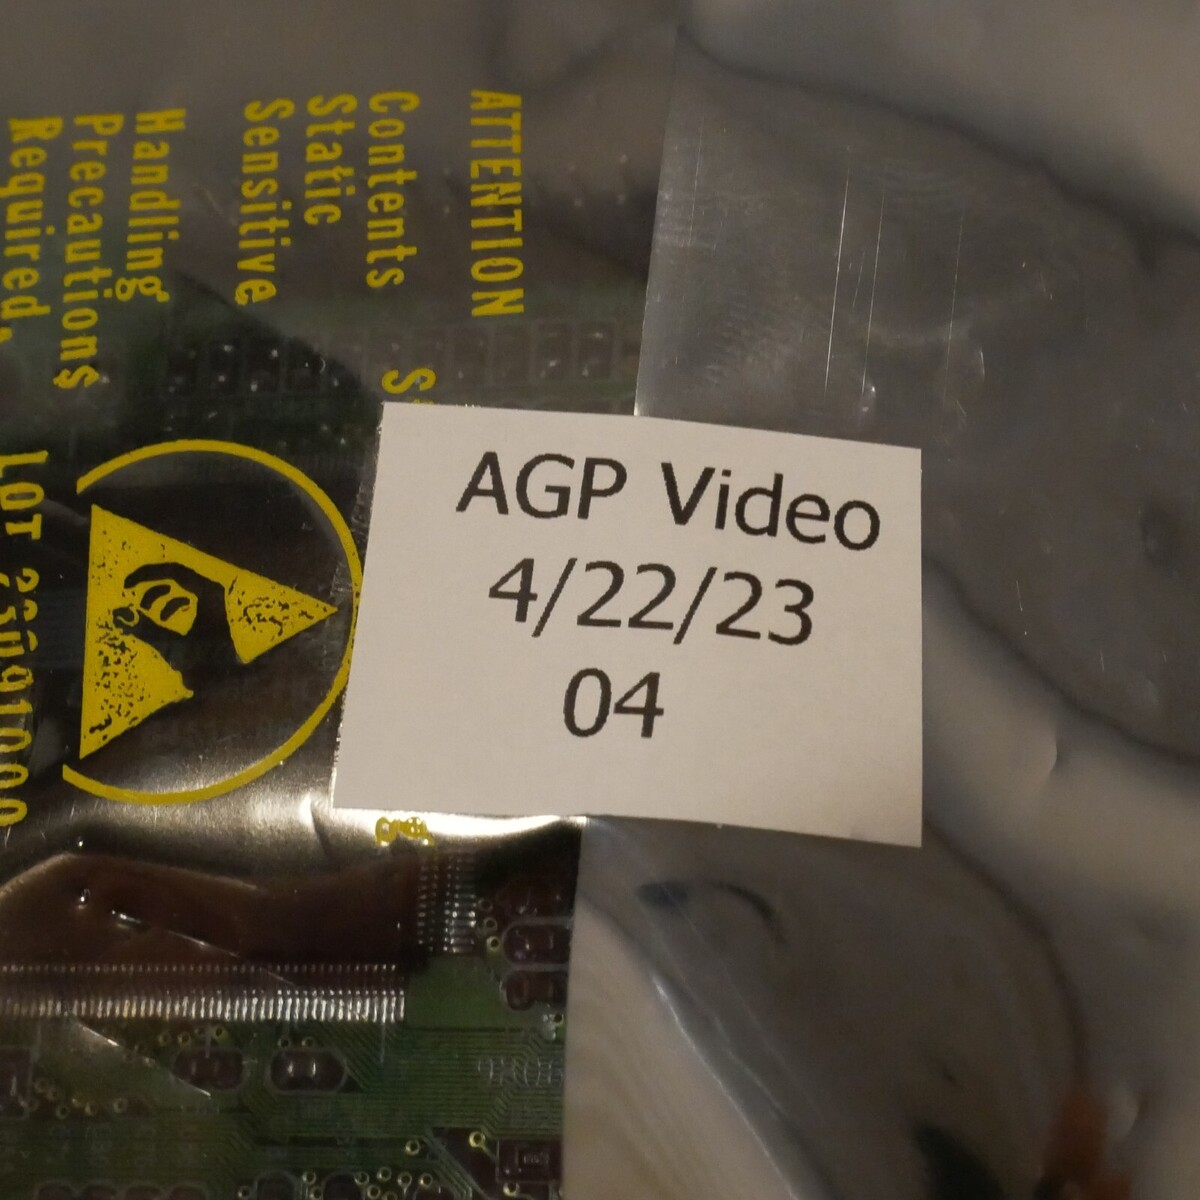 ATTENTION
Contents
Static
Sensitive
Handling
Precautions
Required.
AGP Video
4/22/23
04